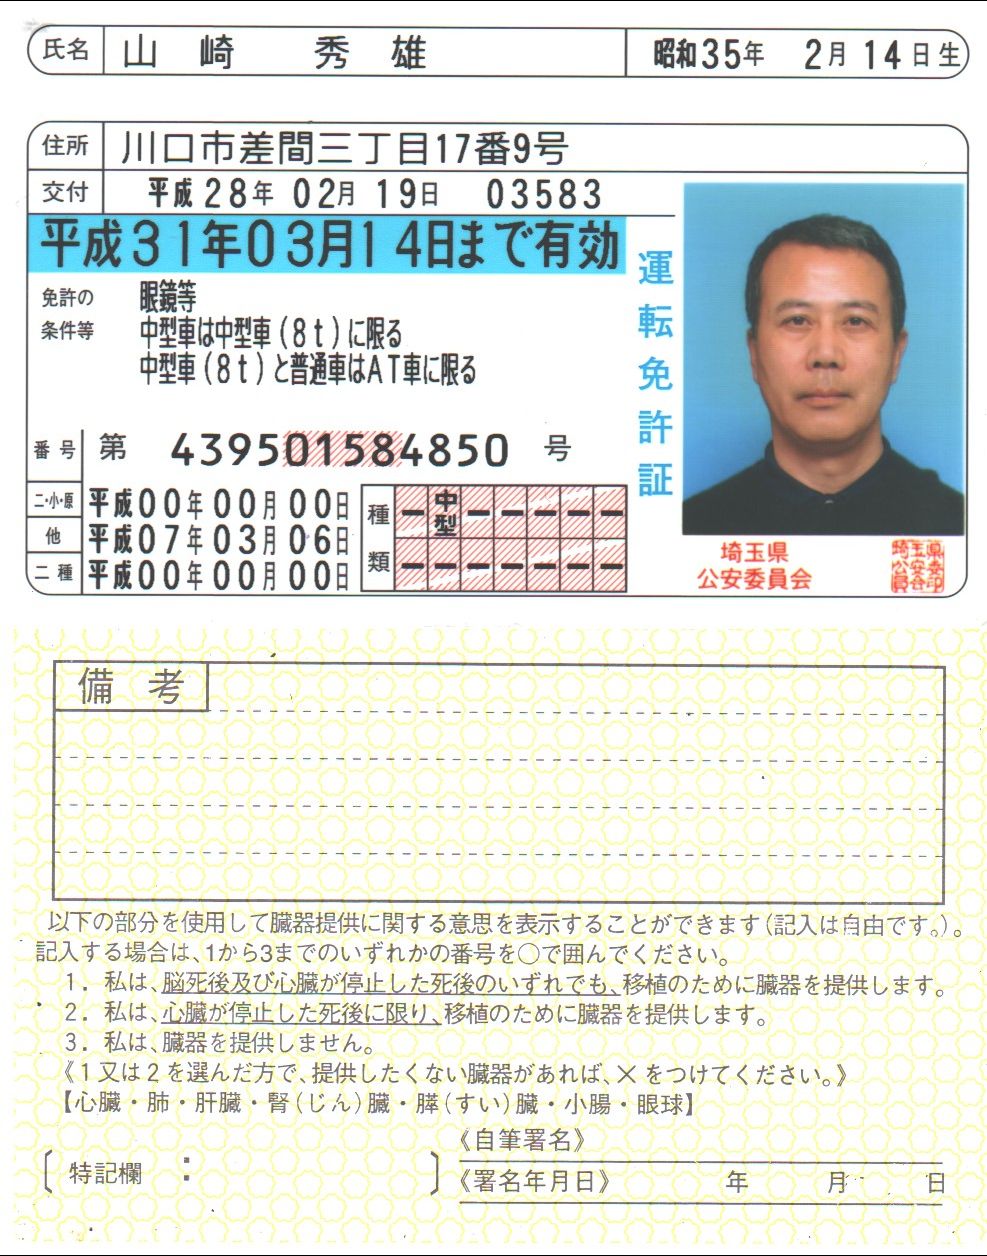 氏名 山崎 秀雄 昭和35年 2月14日生
住所 川口市差間三丁目17番9号
交付 平成28年02月19日 03583
平成31年03月14日まで有効
免許の
条件等
眼鏡等
中型車は中型車(8t)に限る
中型車(8t)と普通車はAT車に限る
運転免許証
番号 第 439501584850 号
二・小・原 平成00年00月00日
他 平成07年03月06日
二種 平成00年00月00日
種類
ー 中型 ー ー ー ー ー
ー ー ー ー ー ー ー
埼玉県
公安委員会
埼玉県公安委員会印
備考
以下の部分を使用して臓器提供に関する意思を表示することができます(記入は自由です。)。
記入する場合は、1から3までのいずれかの番号を○で囲んでください。
1. 私は、脳死後及び心臓が停止した死後のいずれでも、移植のために臓器を提供します。
2. 私は、心臓が停止した死後に限り、移植のために臓器を提供します。
3. 私は、臓器を提供しません。
《1又は2を選んだ方で、提供したくない臓器があれば、×をつけてください。》
【心臓・肺・肝臓・腎(じん)臓・膵(すい)臓・小腸・眼球】
〔特記欄 : 〕
《自筆署名》
《署名年月日》 年 月 日